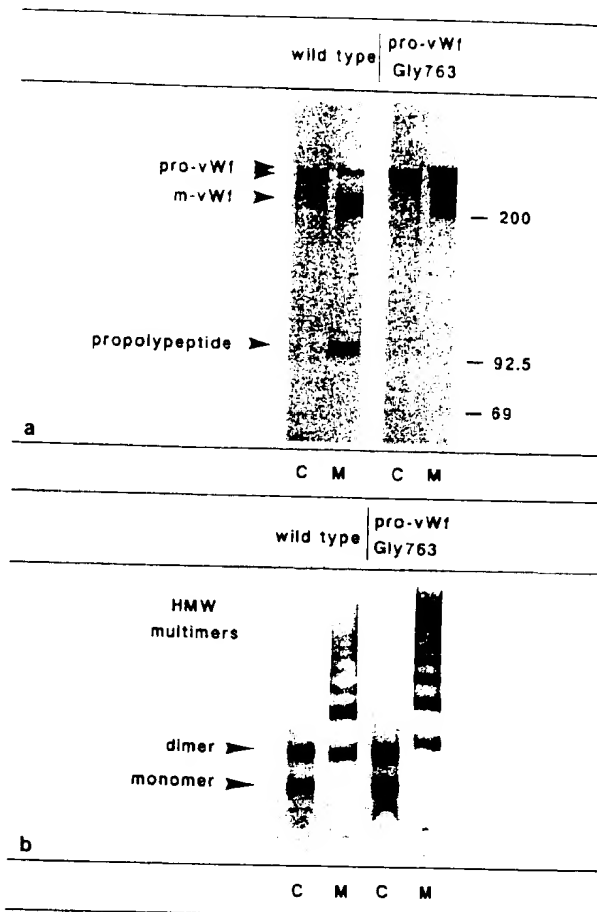 wild type pro-vWf Gly763
pro-vWf
m-vWf
200
propolypeptide
92.5
69
a
C M C M
wild type pro-vWf Gly763
HMW
multimers
dimer
monomer
b
C M C M